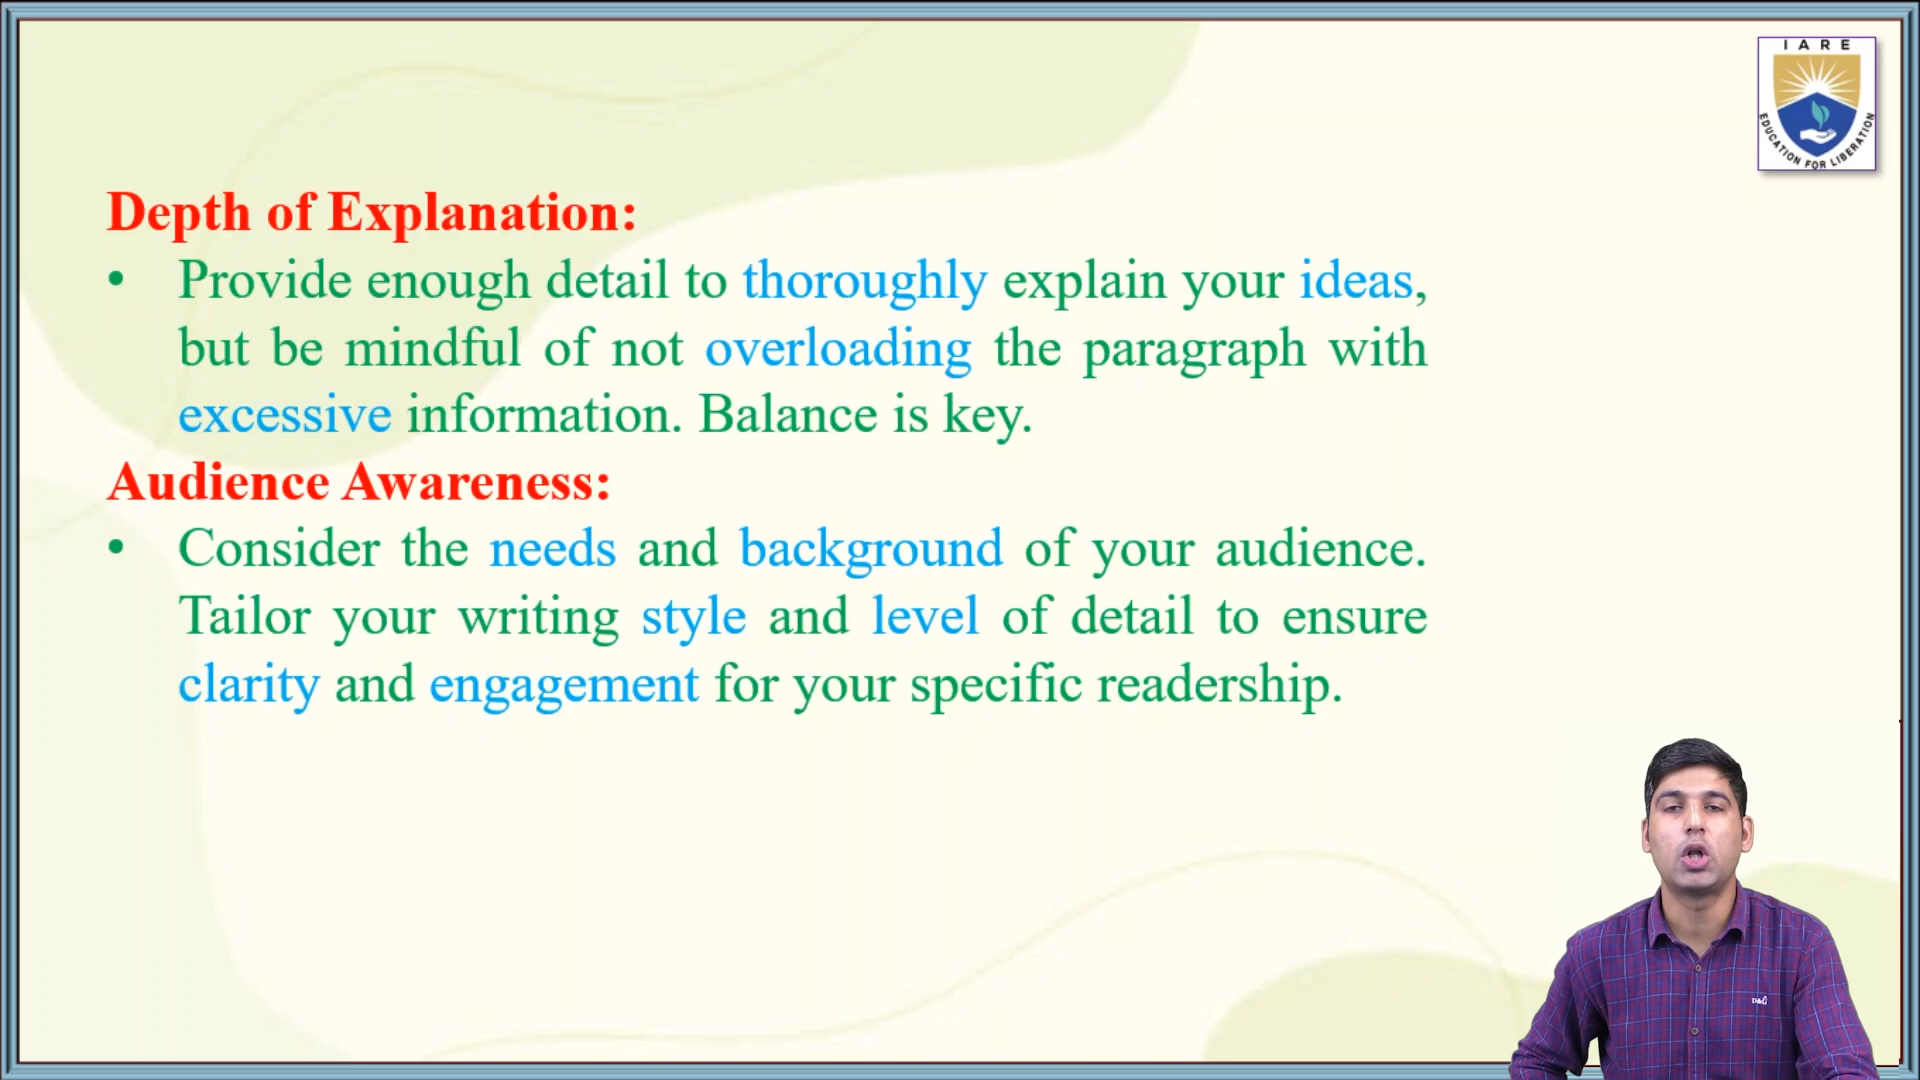 IARE
EDUCATION FOR LIBERATION
Depth of Explanation:
• Provide enough detail to thoroughly explain your ideas,
but be mindful of not overloading the paragraph with
excessive information. Balance is key.
Audience Awareness:
• Consider the needs and background of your audience.
Tailor your writing style and level of detail to ensure
clarity and engagement for your specific readership.
D&G